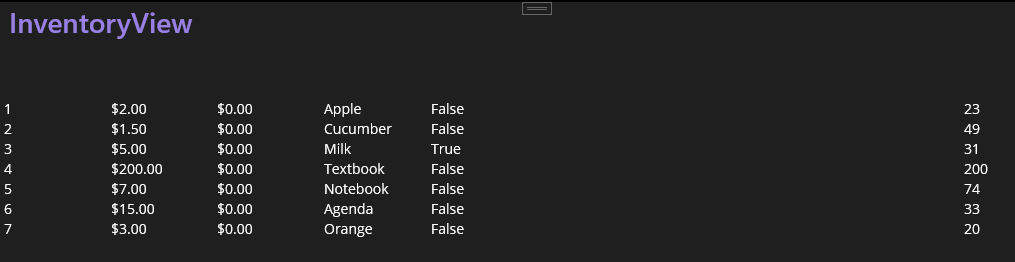 InventoryView
1 $2.00 $0.00 Apple False 23
2 $1.50 $0.00 Cucumber False 49
3 $5.00 $0.00 Milk True 31
4 $200.00 $0.00 Textbook False 200
5 $7.00 $0.00 Notebook False 74
6 $15.00 $0.00 Agenda False 33
7 $3.00 $0.00 Orange False 20